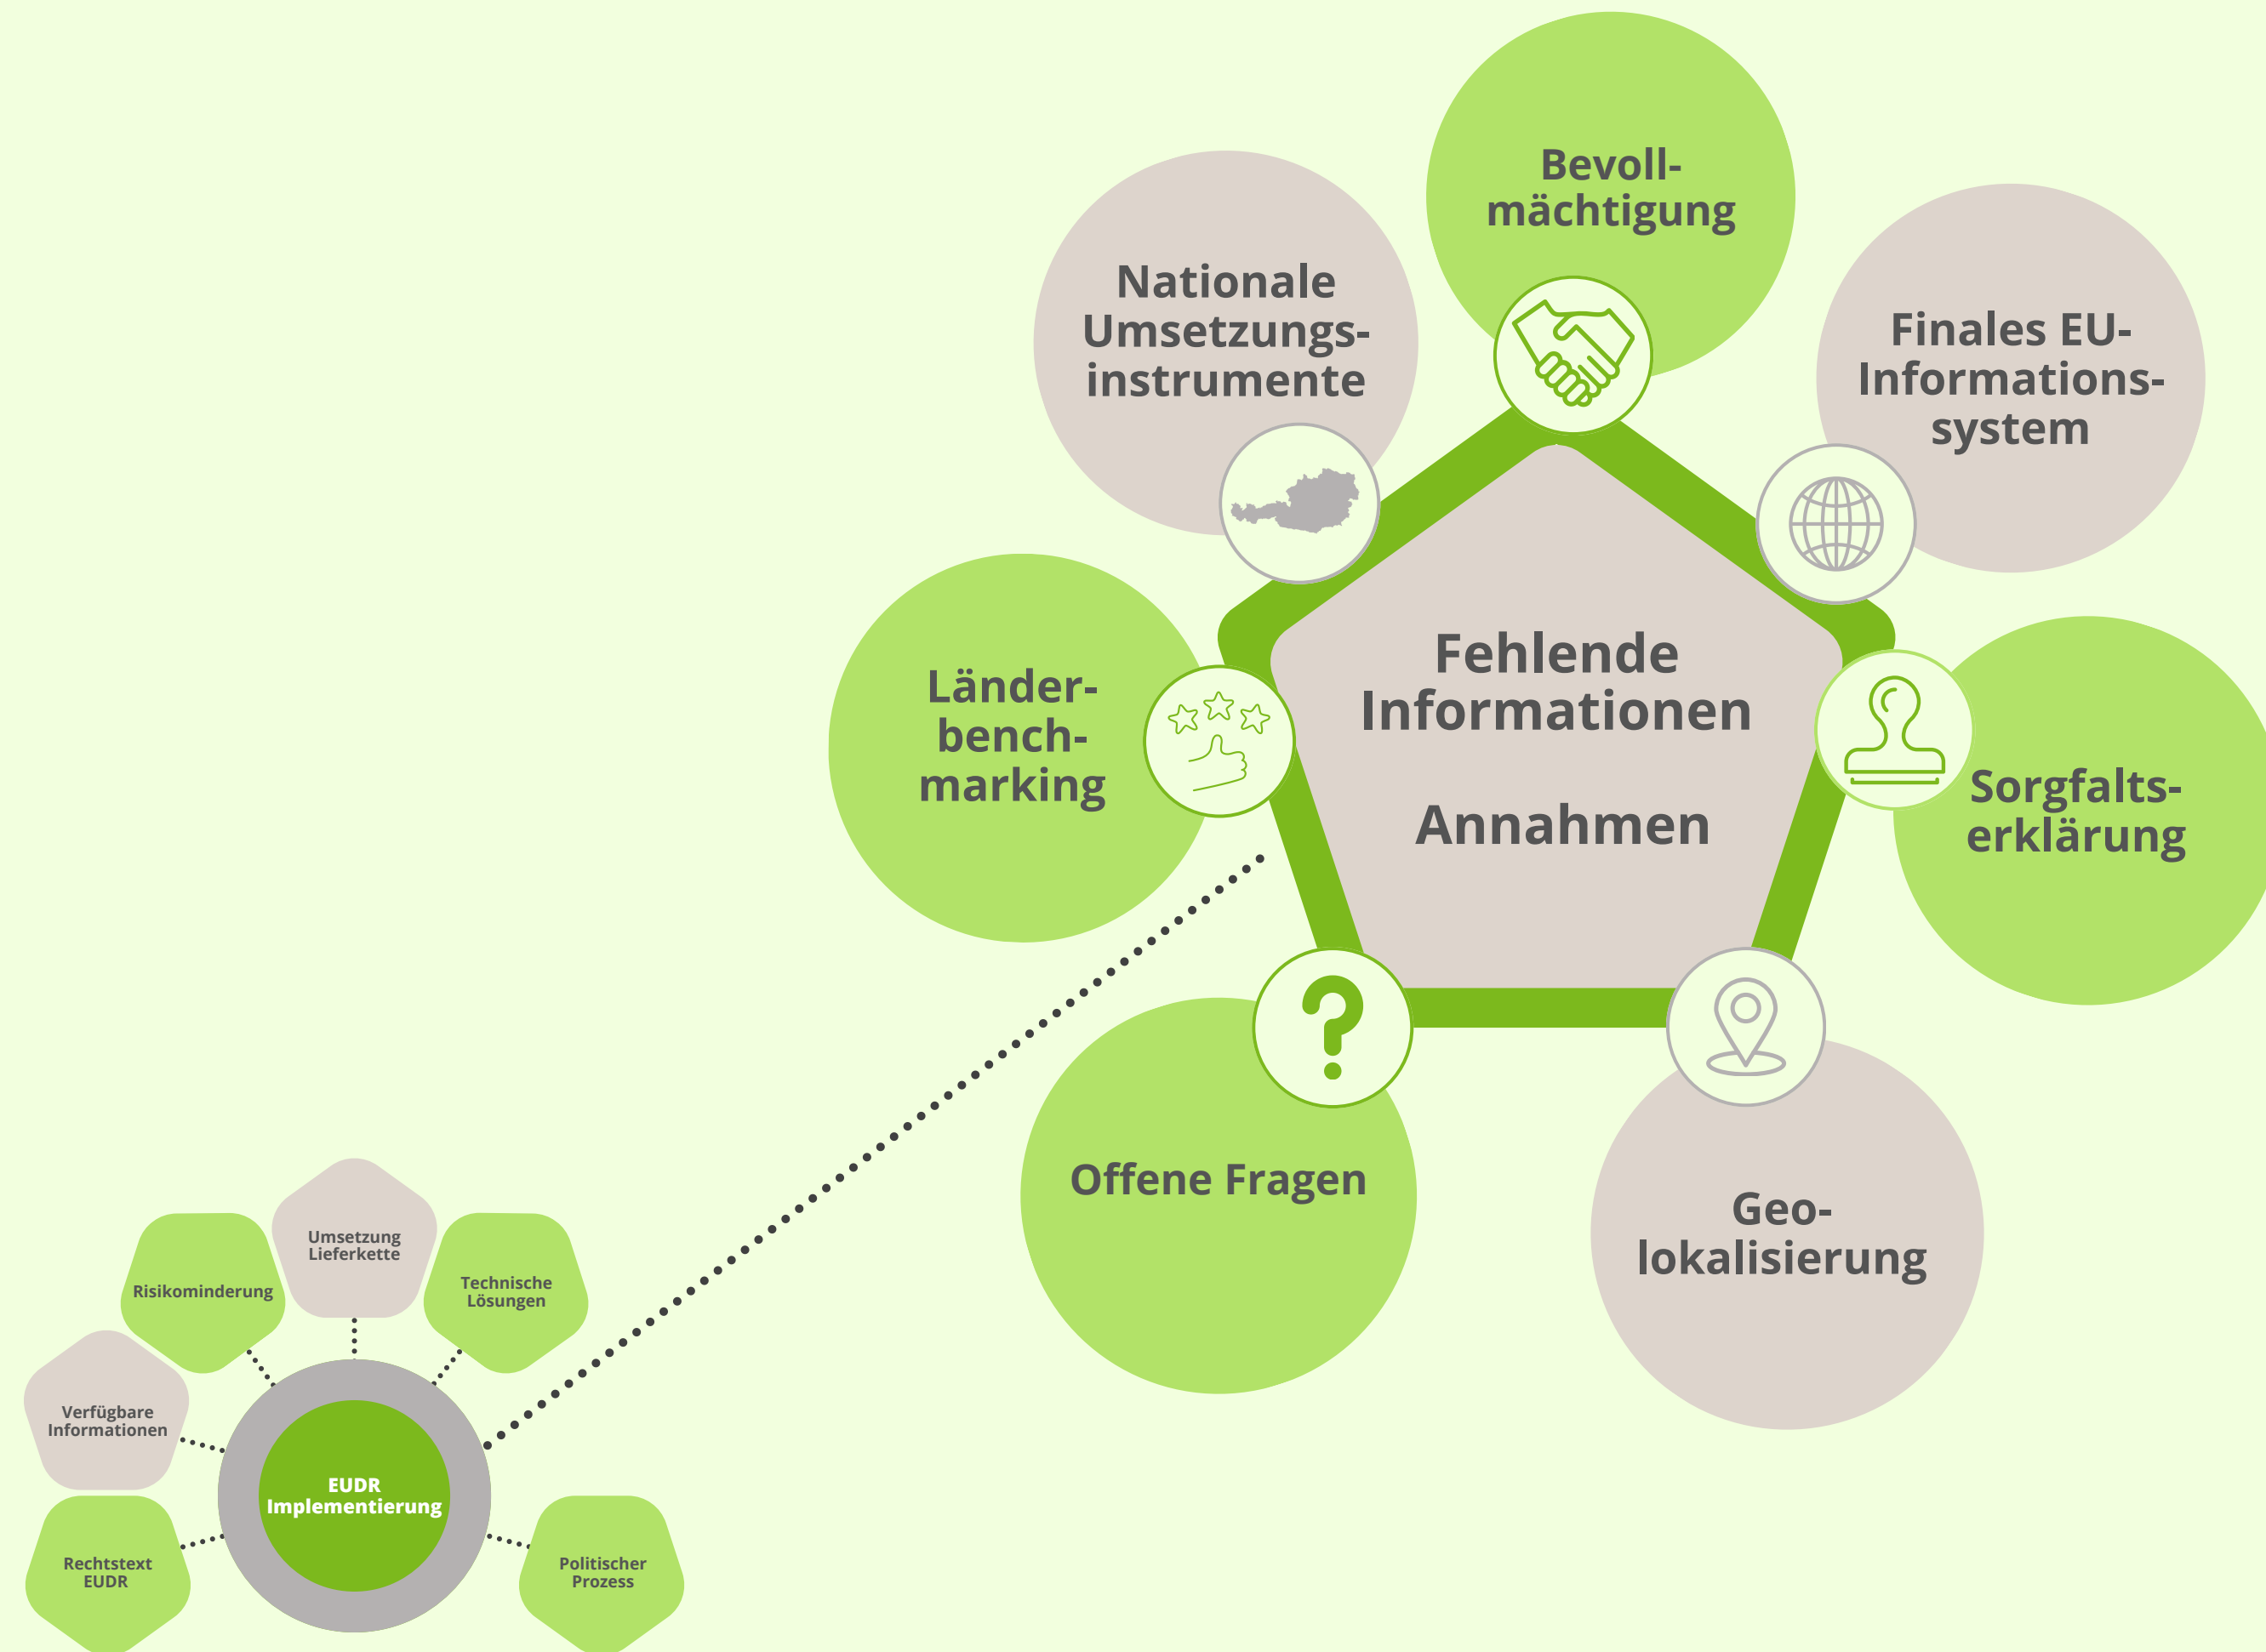 Bevoll-
mächtigung
Nationale
Umsetzungs-
instrumente
Finales EU-
Informations-
system
Länder-
bench-
marking
Fehlende
Informationen
Annahmen
Sorgfalts-
erklärung
Offene Fragen
Geo-
lokalisierung
Umsetzung
Lieferkette
Risikominderung
Technische
Lösungen
Verfügbare
Informationen
EUDR
Implementierung
Rechtstext
EUDR
Politischer
Prozess